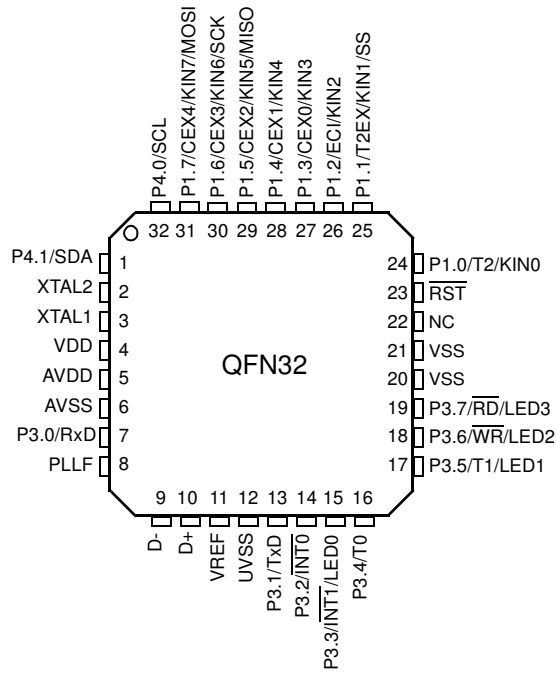 P4.0/SCL
P1.7/CEX4/KIN7/MOSI
P1.6/CEX3/KIN6/SCK
P1.5/CEX2/KIN5/MISO
P1.4/CEX1/KIN4
P1.3/CEX0/KIN3
P1.2/ECI/KIN2
P1.1/T2EX/KIN1/SS
32 31 30 29 28 27 26 25
P4.1/SDA 1
XTAL2 2
XTAL1 3
VDD 4
AVDD 5
AVSS 6
P3.0/RxD 7
PLLF 8
QFN32
24 P1.0/T2/KIN0
23 RST
22 NC
21 VSS
20 VSS
19 P3.7/RD/LED3
18 P3.6/WR/LED2
17 P3.5/T1/LED1
9 10 11 12 13 14 15 16
D-
D+
VREF
UVSS
P3.1/TxD
P3.2/INT0
P3.3/INT1/LED0
P3.4/T0